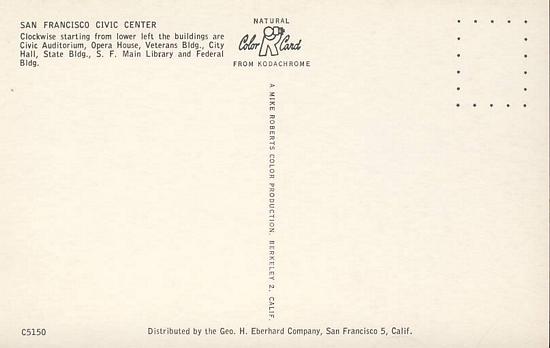 SAN FRANCISCO CIVIC CENTER
Clockwise starting from lower left the buildings are
Civic Auditorium, Opera House, Veterans Bldg., City
Hall, State Bldg., S. F. Main Library and Federal
Bldg.
NATURAL
Color Card
FROM KODACHROME
A MIKE ROBERTS COLOR PRODUCTION. BERKELEY 2, CALIF.
C5150
Distributed by the Geo. H. Eberhard Company, San Francisco 5, Calif.